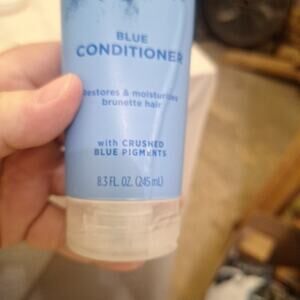 BLUE
CONDITIONER
Restores & moisturizes
brunette hair
with CRUSHED
BLUE PIGMENTS
8.3 FL. OZ. (245 mL)